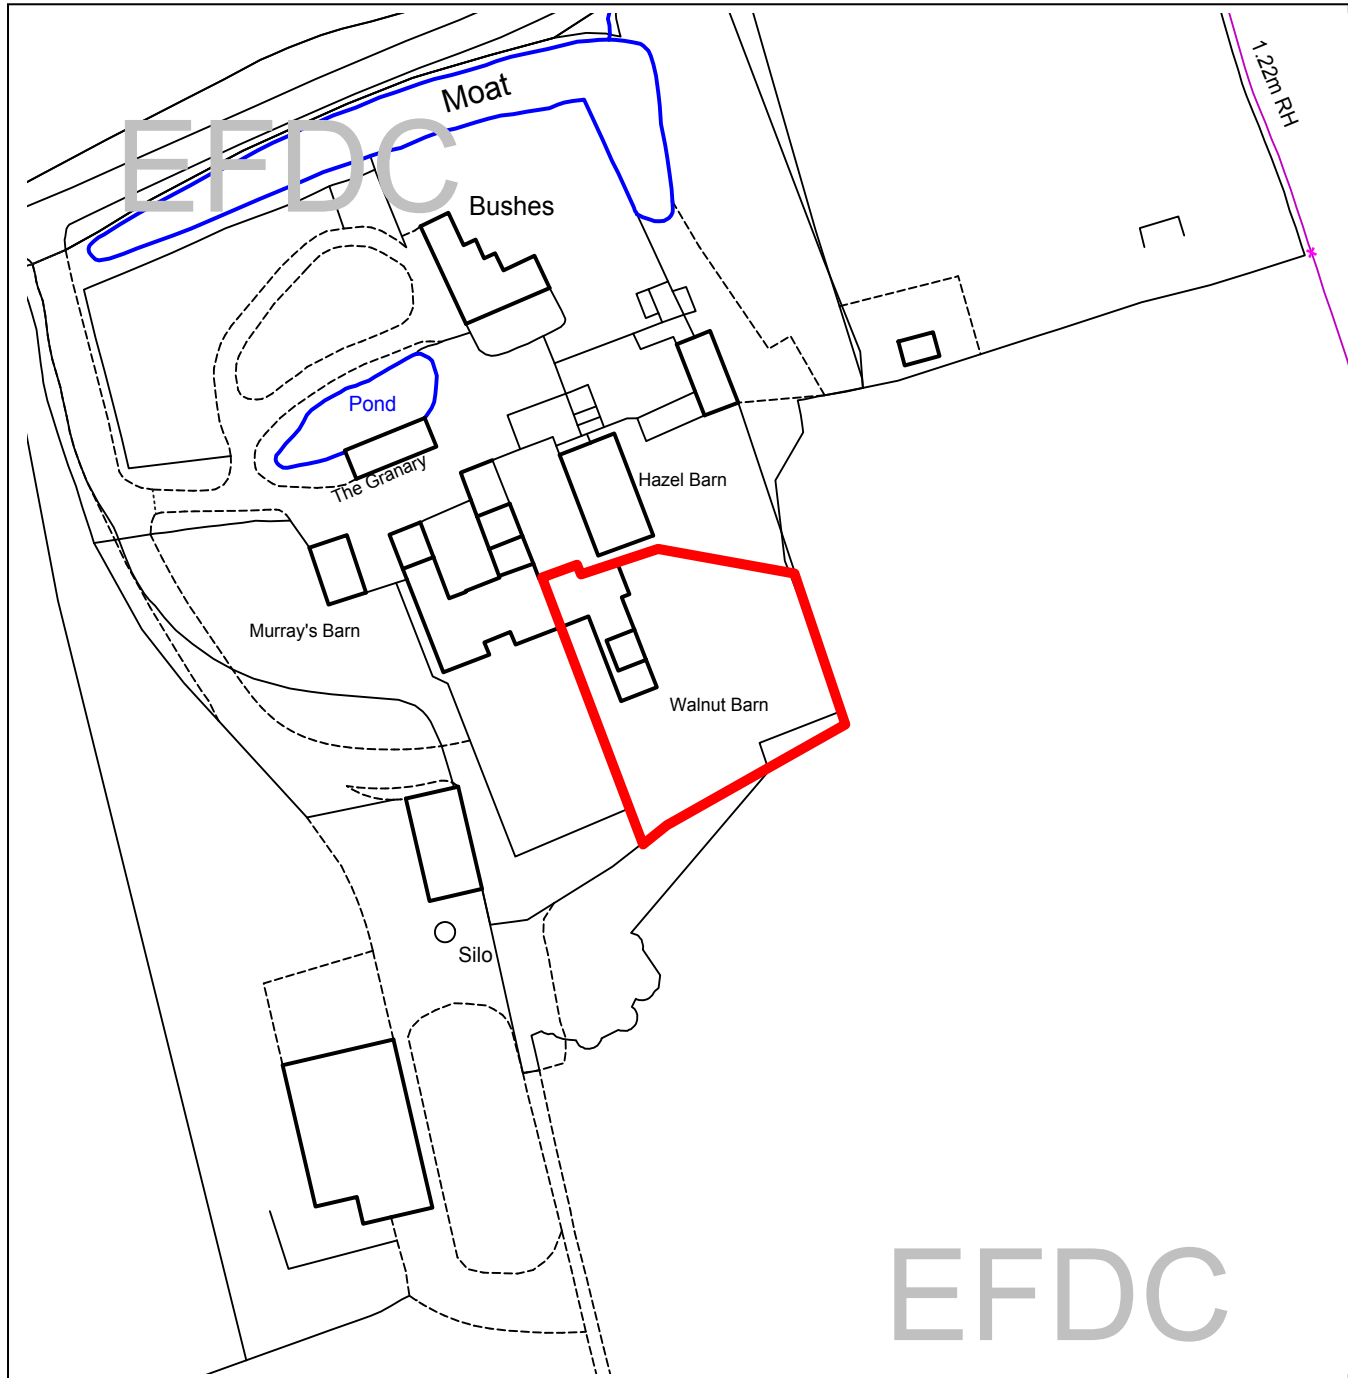 1.22m RH
Moat
EFDC
Bushes
Pond
The Granary
Hazel Barn
Murray's Barn
Walnut Barn
Silo
EFDC